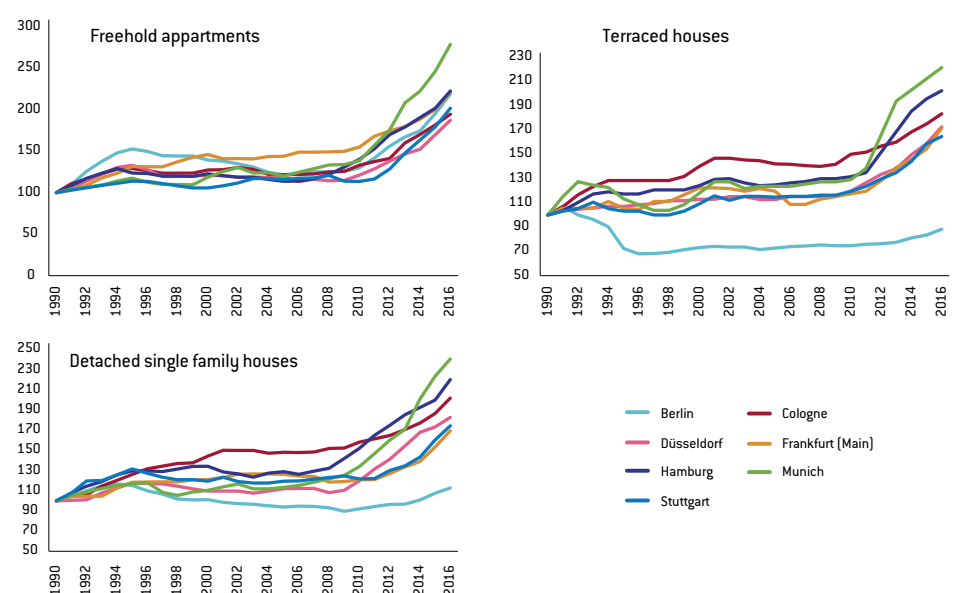 Freehold appartments
300
250
200
150
100
50
0
1990 1992 1994 1996 1998 2000 2002 2004 2006 2008 2010 2012 2014 2016
Terraced houses
230
210
190
170
150
130
110
90
70
50
1990 1992 1994 1996 1998 2000 2002 2004 2006 2008 2010 2012 2014 2016
Detached single family houses
250
230
210
190
170
150
130
110
90
70
50
1990 1992 1994 1996 1998 2000 2002 2004 2006 2008 2010 2012 2014 2016
Berlin
Cologne
Düsseldorf
Frankfurt (Main)
Hamburg
Munich
Stuttgart